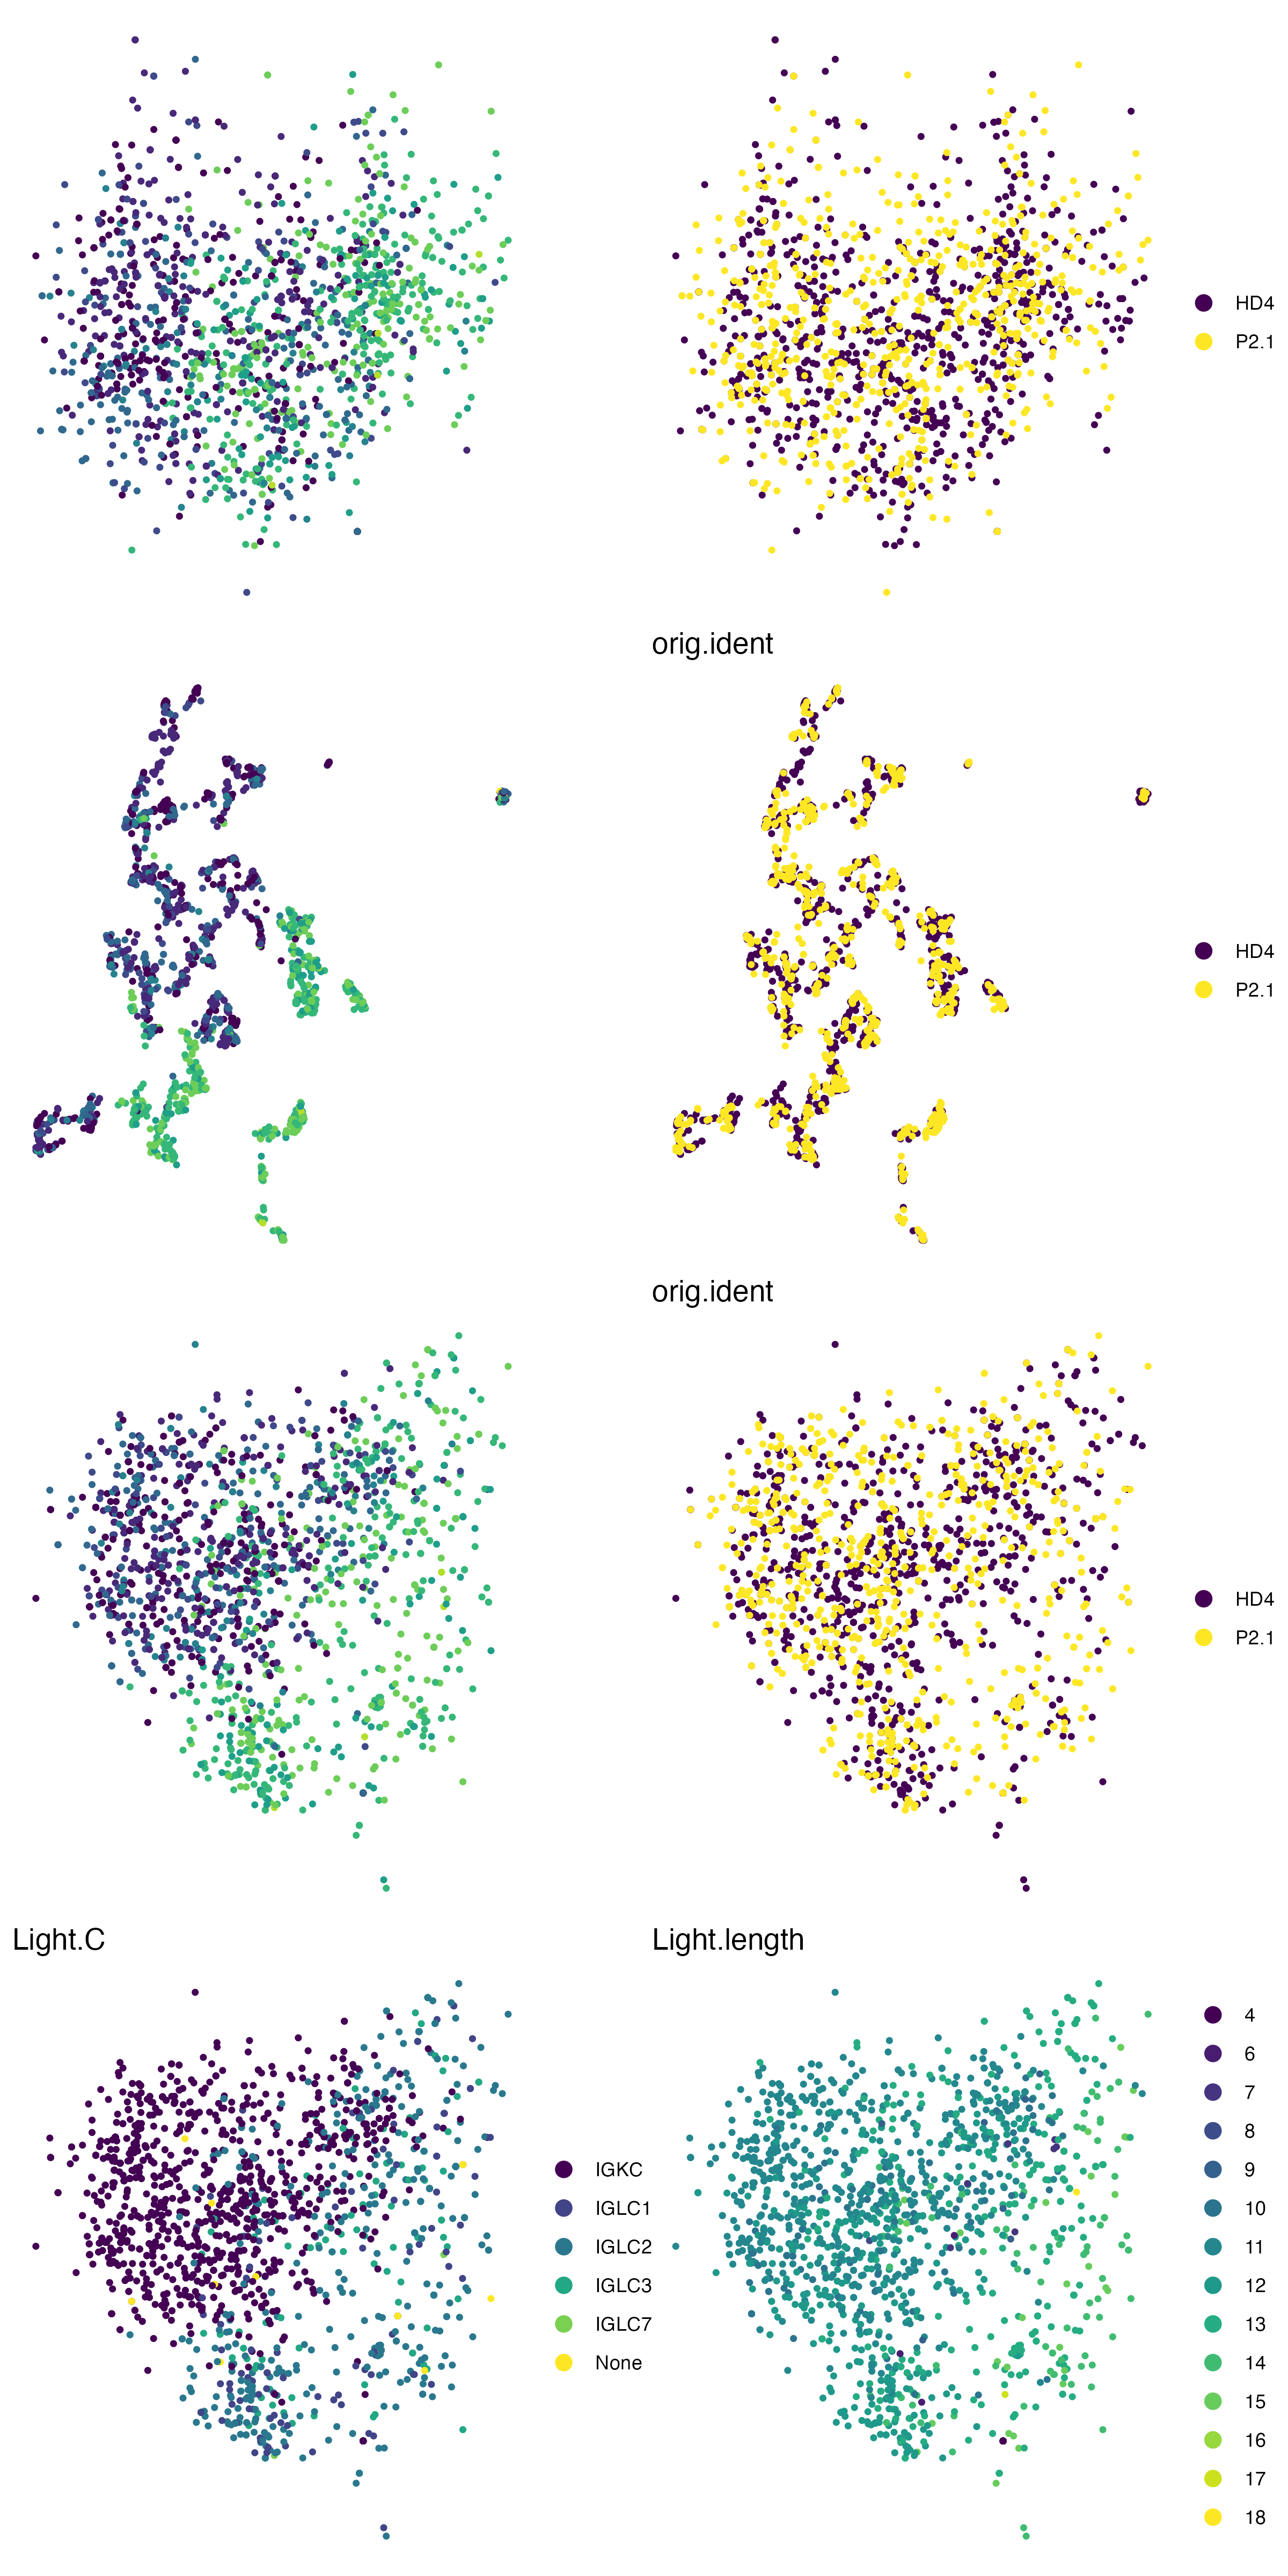 HD4
P2.1
orig.ident
HD4
P2.1
orig.ident
HD4
P2.1
Light.C
Light.length
IGKC
IGLC1
IGLC2
IGLC3
IGLC7
None
4
6
7
8
9
10
11
12
13
14
15
16
17
18